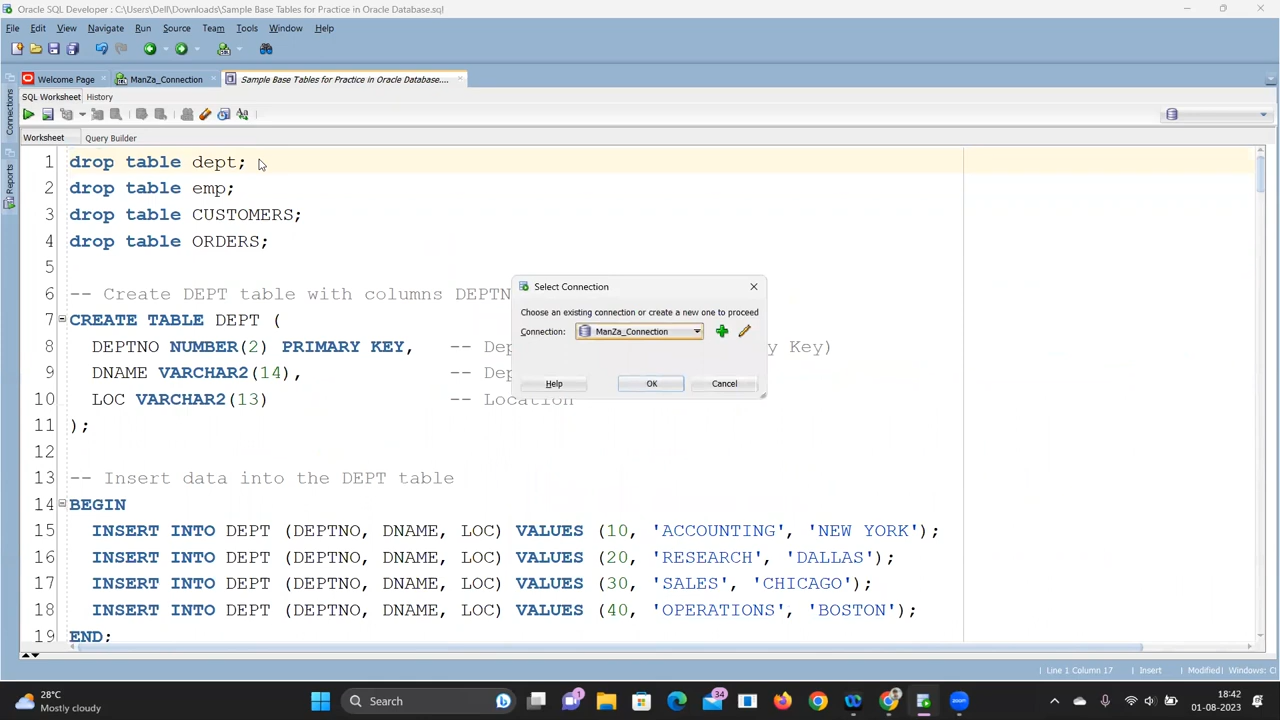 Oracle SQL Developer : C:\Users\Dell\Downloads\Sample Base Tables for Practice in Oracle Database.sql
File Edit View Navigate Run Source Team Tools Window Help
Welcome Page ManZa_Connection Sample Base Tables for Practice in Oracle Database....
SQL Worksheet History
Worksheet Query Builder
Connections
Reports
1 drop table dept;
2 drop table emp;
3 drop table CUSTOMERS;
4 drop table ORDERS;
5
6 -- Create DEPT table with columns DEPTN
7 CREATE TABLE DEPT (
8 DEPTNO NUMBER(2) PRIMARY KEY, -- Dep y Key)
9 DNAME VARCHAR2(14), -- De
10 LOC VARCHAR2(13) -- Location
11 );
12
13 -- Insert data into the DEPT table
14 BEGIN
15 INSERT INTO DEPT (DEPTNO, DNAME, LOC) VALUES (10, 'ACCOUNTING', 'NEW YORK');
16 INSERT INTO DEPT (DEPTNO, DNAME, LOC) VALUES (20, 'RESEARCH', 'DALLAS');
17 INSERT INTO DEPT (DEPTNO, DNAME, LOC) VALUES (30, 'SALES', 'CHICAGO');
18 INSERT INTO DEPT (DEPTNO, DNAME, LOC) VALUES (40, 'OPERATIONS', 'BOSTON');
19 END;
Select Connection
Choose an existing connection or create a new one to proceed
Connection: ManZa_Connection
Help OK Cancel
Line 1 Column 17 Insert Modified Windows: C
28°C
Mostly cloudy
Search
1
34
18:42
01-08-2023